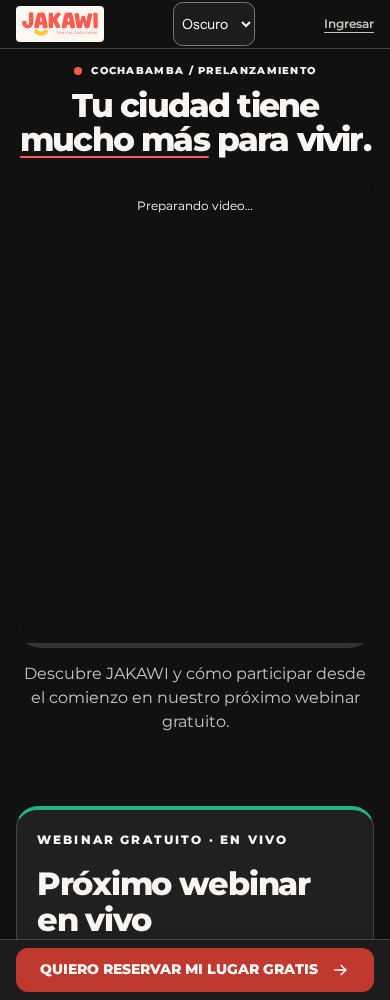 JAKAWI
Oscuro
Ingresar
COCHABAMBA / PRELANZAMIENTO
Tu ciudad tiene
mucho más para vivir.
Preparando video...
Descubre JAKAWI y cómo participar desde
el comienzo en nuestro próximo webinar
gratuito.
WEBINAR GRATUITO · EN VIVO
Próximo webinar
en vivo
QUIERO RESERVAR MI LUGAR GRATIS →